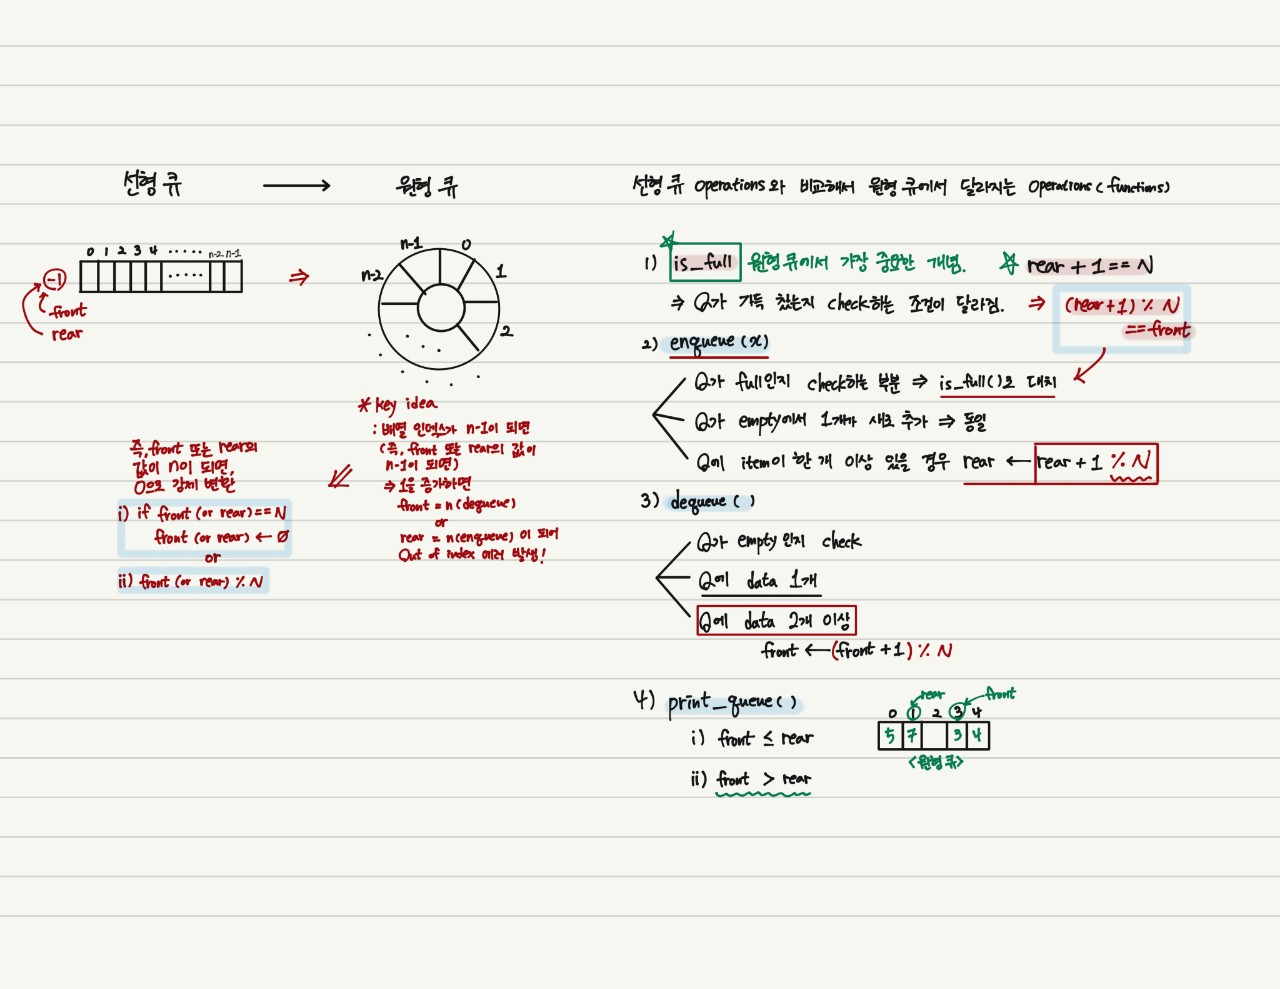 선형 큐 → 원형 큐
0 1 2 3 4 ····· n-2 n-1
·····
-1
front
rear
⇒
n-1 0
n-2 1
2
* key idea
: 배열 인덱스가 n-1이 되면
(즉, front 또는 rear의 값이
n-1이 되면)
⇒ 1을 증가하면
front = n (dequeue)
or
rear = n (enqueue) 이 되어
Out of index 에러 발생!
즉, front 또는 rear의
값이 n이 되면,
0으로 강제 변환
i) if front (or rear) == N
front (or rear) ← Ø
or
ii) front (or rear) % N
선형 큐 operations와 비교해서 원형 큐에서 달라지는 operations (functions)
1) is_full 원형 큐에서 가장 중요한 개념. ☆ rear + 1 == N
⇒ Q가 가득 찼는지 check하는 조건이 달라짐. ⇒ (rear+1) % N
== front
2) enqueue (x)
Q가 full인지 check하는 부분 ⇒ is_full()로 대치
Q가 empty에서 1개가 새로 추가 ⇒ 동일
Q에 item이 한 개 이상 있을 경우 rear ← rear + 1 % N
3) dequeue ( )
Q가 empty 인지 check
Q에 data 1개
Q에 data 2개 이상
front ← (front + 1) % N
4) print_queue ( )
i) front ≤ rear
ii) front > rear
rear front
0 1 2 3 4
5 7 3 4
<원형 큐>